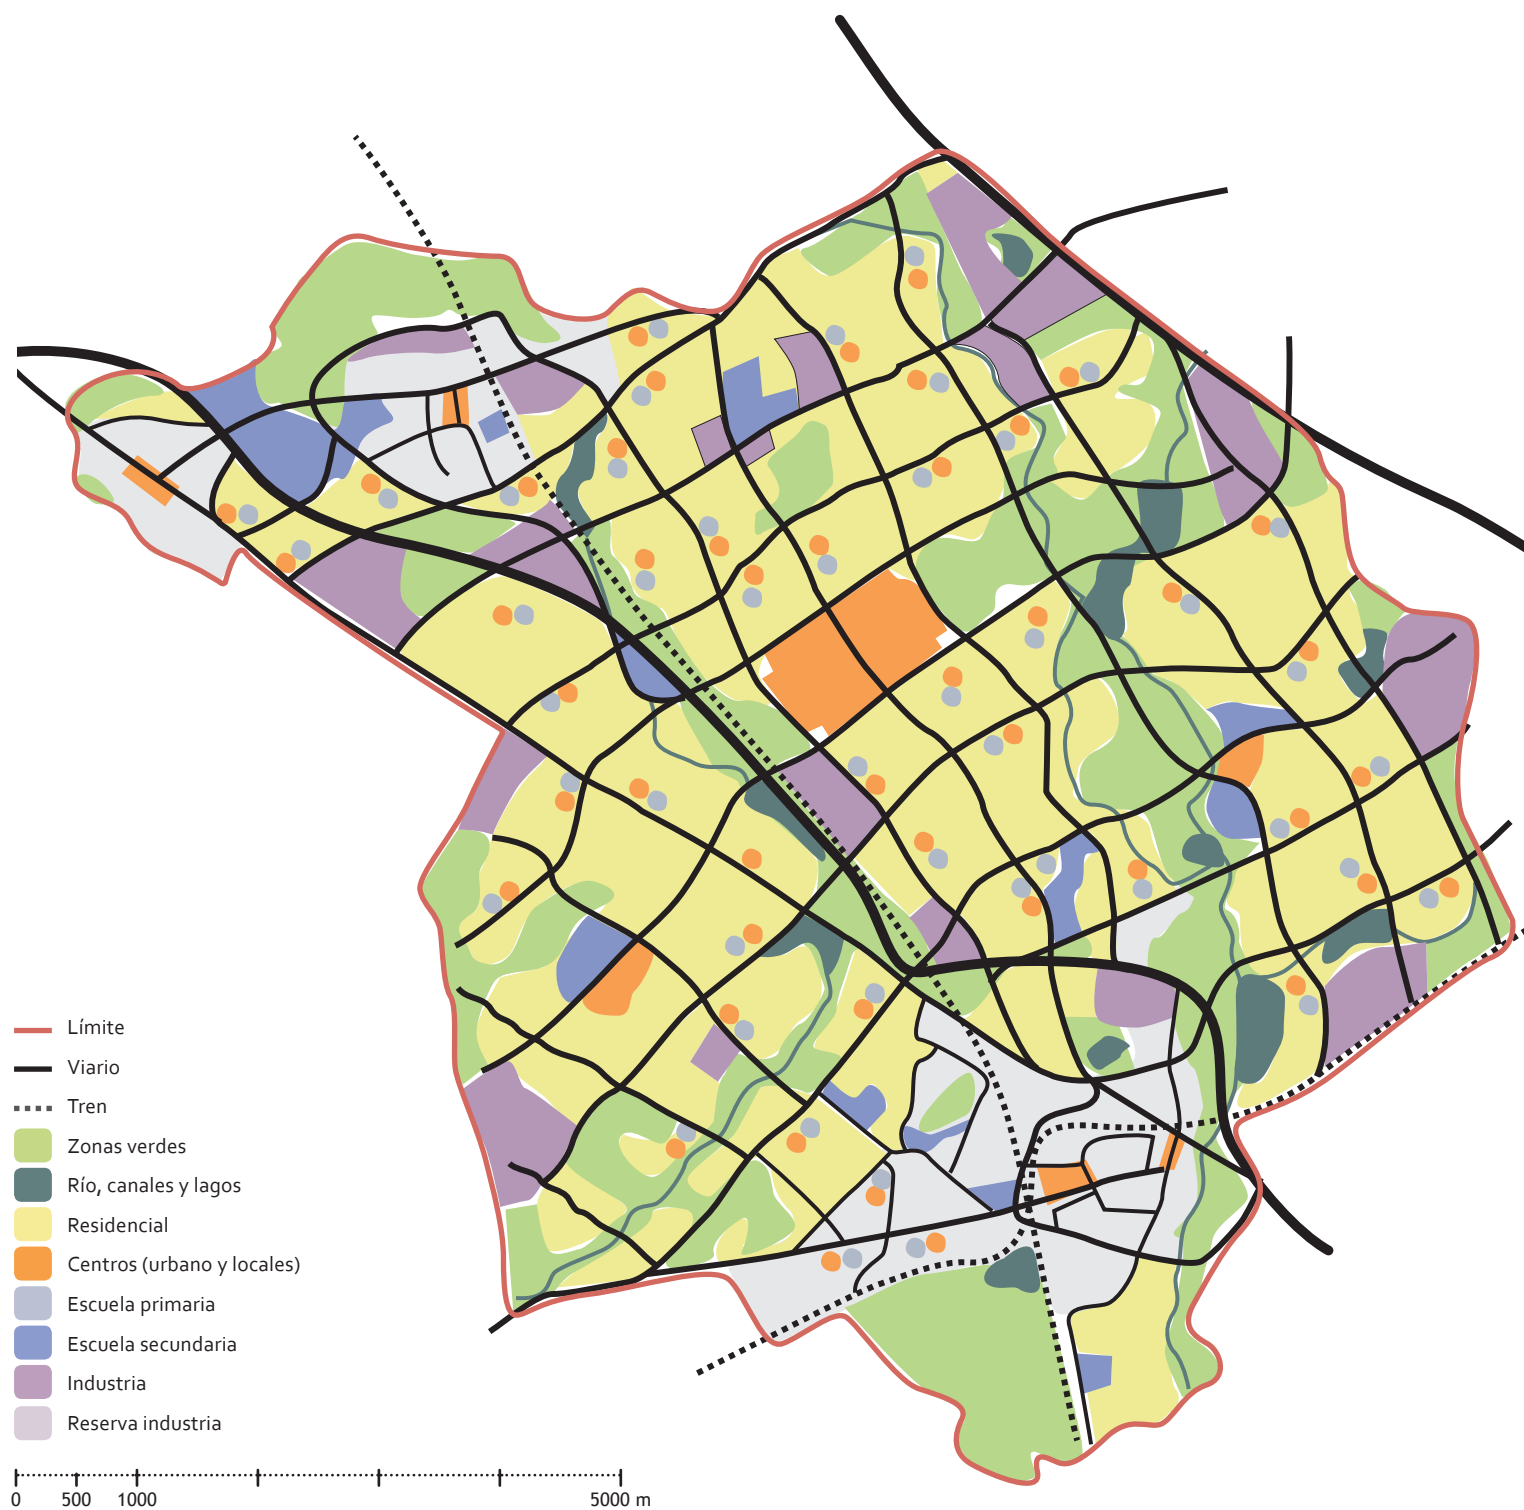 Límite
Viario
Tren
Zonas verdes
Río, canales y lagos
Residencial
Centros (urbano y locales)
Escuela primaria
Escuela secundaria
Industria
Reserva industria
0 500 1000 5000 m